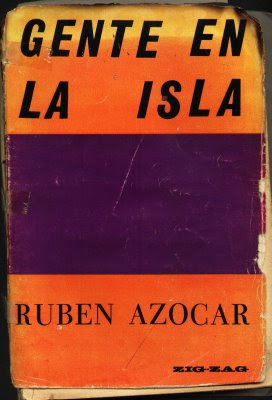 GENTE EN
LA ISLA
RUBEN AZOCAR
ZIG-ZAG